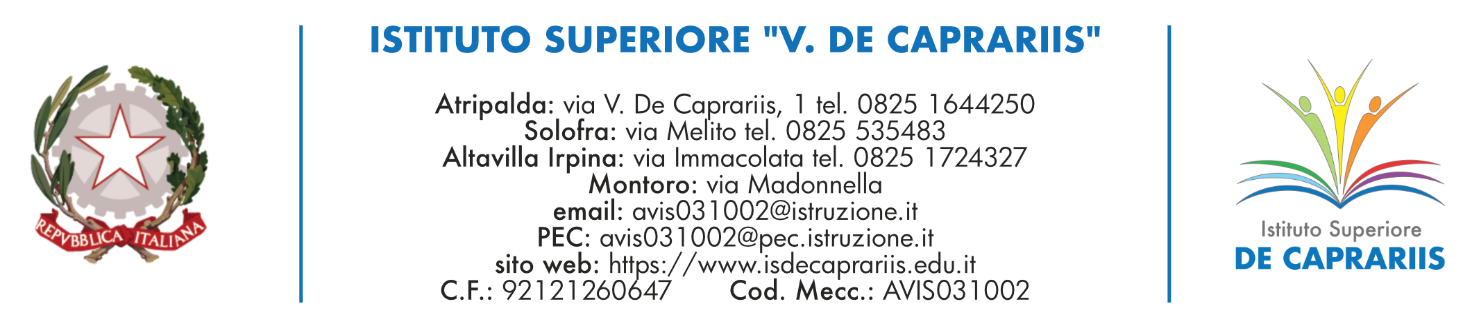 ISTITUTO SUPERIORE "V. DE CAPRARIIS"
Atripalda: via V. De Caprariis, 1 tel. 0825 1644250
Solofra: via Melito tel. 0825 535483
Altavilla Irpina: via Immacolata tel. 0825 1724327
Montoro: via Madonnella
email: avis031002@istruzione.it
PEC: avis031002@pec.istruzione.it
sito web: https://www.isdecaprariis.edu.it
C.F.: 92121260647 Cod. Mecc.: AVIS031002
REPVBBLICA ITALIANA
Istituto Superiore
DE CAPRARIIS